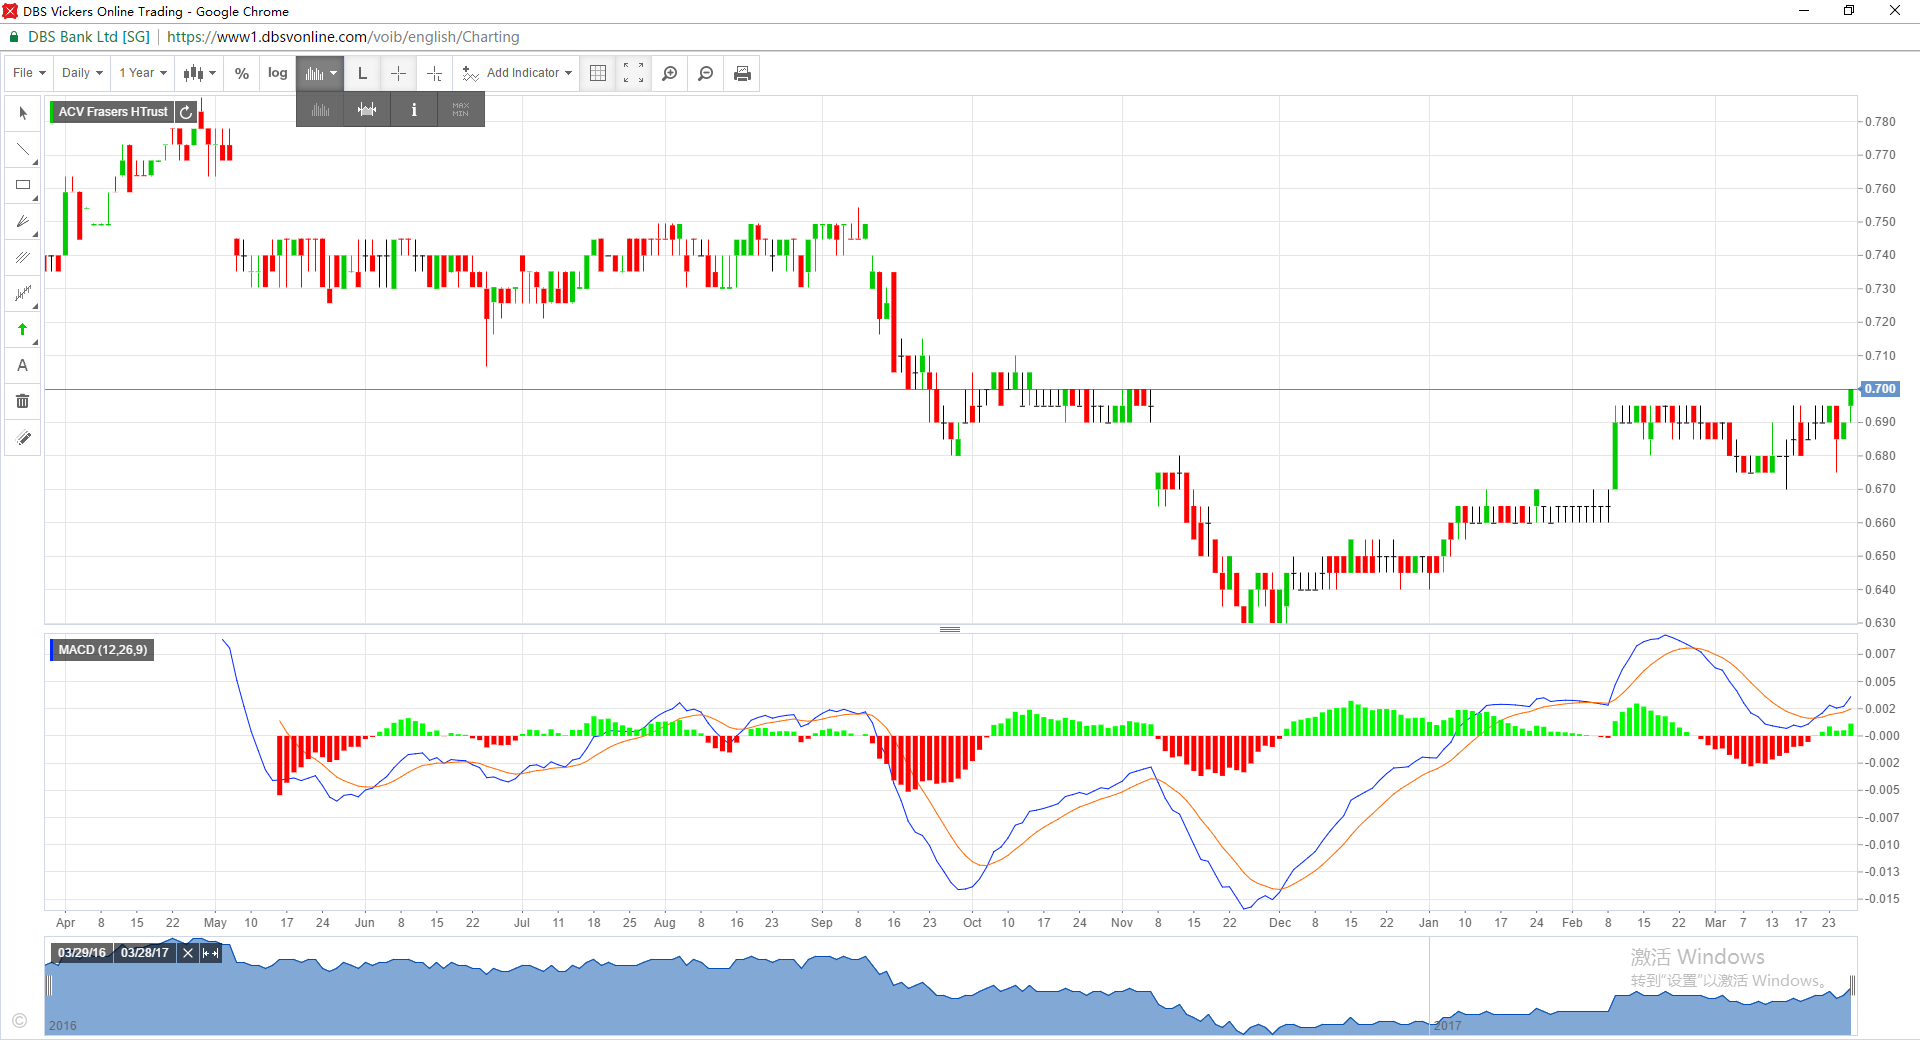 DBS Vickers Online Trading - Google Chrome
DBS Bank Ltd [SG] | https://www1.dbsvonline.com/voib/english/Charting
File Daily 1 Year % log L Add Indicator
i MAX MIN
ACV Frasers HTrust
A
0.780
0.770
0.760
0.750
0.740
0.730
0.720
0.710
0.700
0.690
0.680
0.670
0.660
0.650
0.640
0.630
MACD (12,26,9)
0.007
0.005
0.002
-0.000
-0.002
-0.005
-0.007
-0.010
-0.013
-0.015
Apr 8 15 22 May 10 17 24 Jun 8 15 22 Jul 11 18 25 Aug 8 16 23 Sep 8 16 23 Oct 10 17 24 Nov 8 15 22 Dec 8 15 22 Jan 10 17 24 Feb 8 15 22 Mar 7 13 17 23
03/29/16 03/28/17
激活 Windows
转到“设置”以激活 Windows。
2016 2017
©